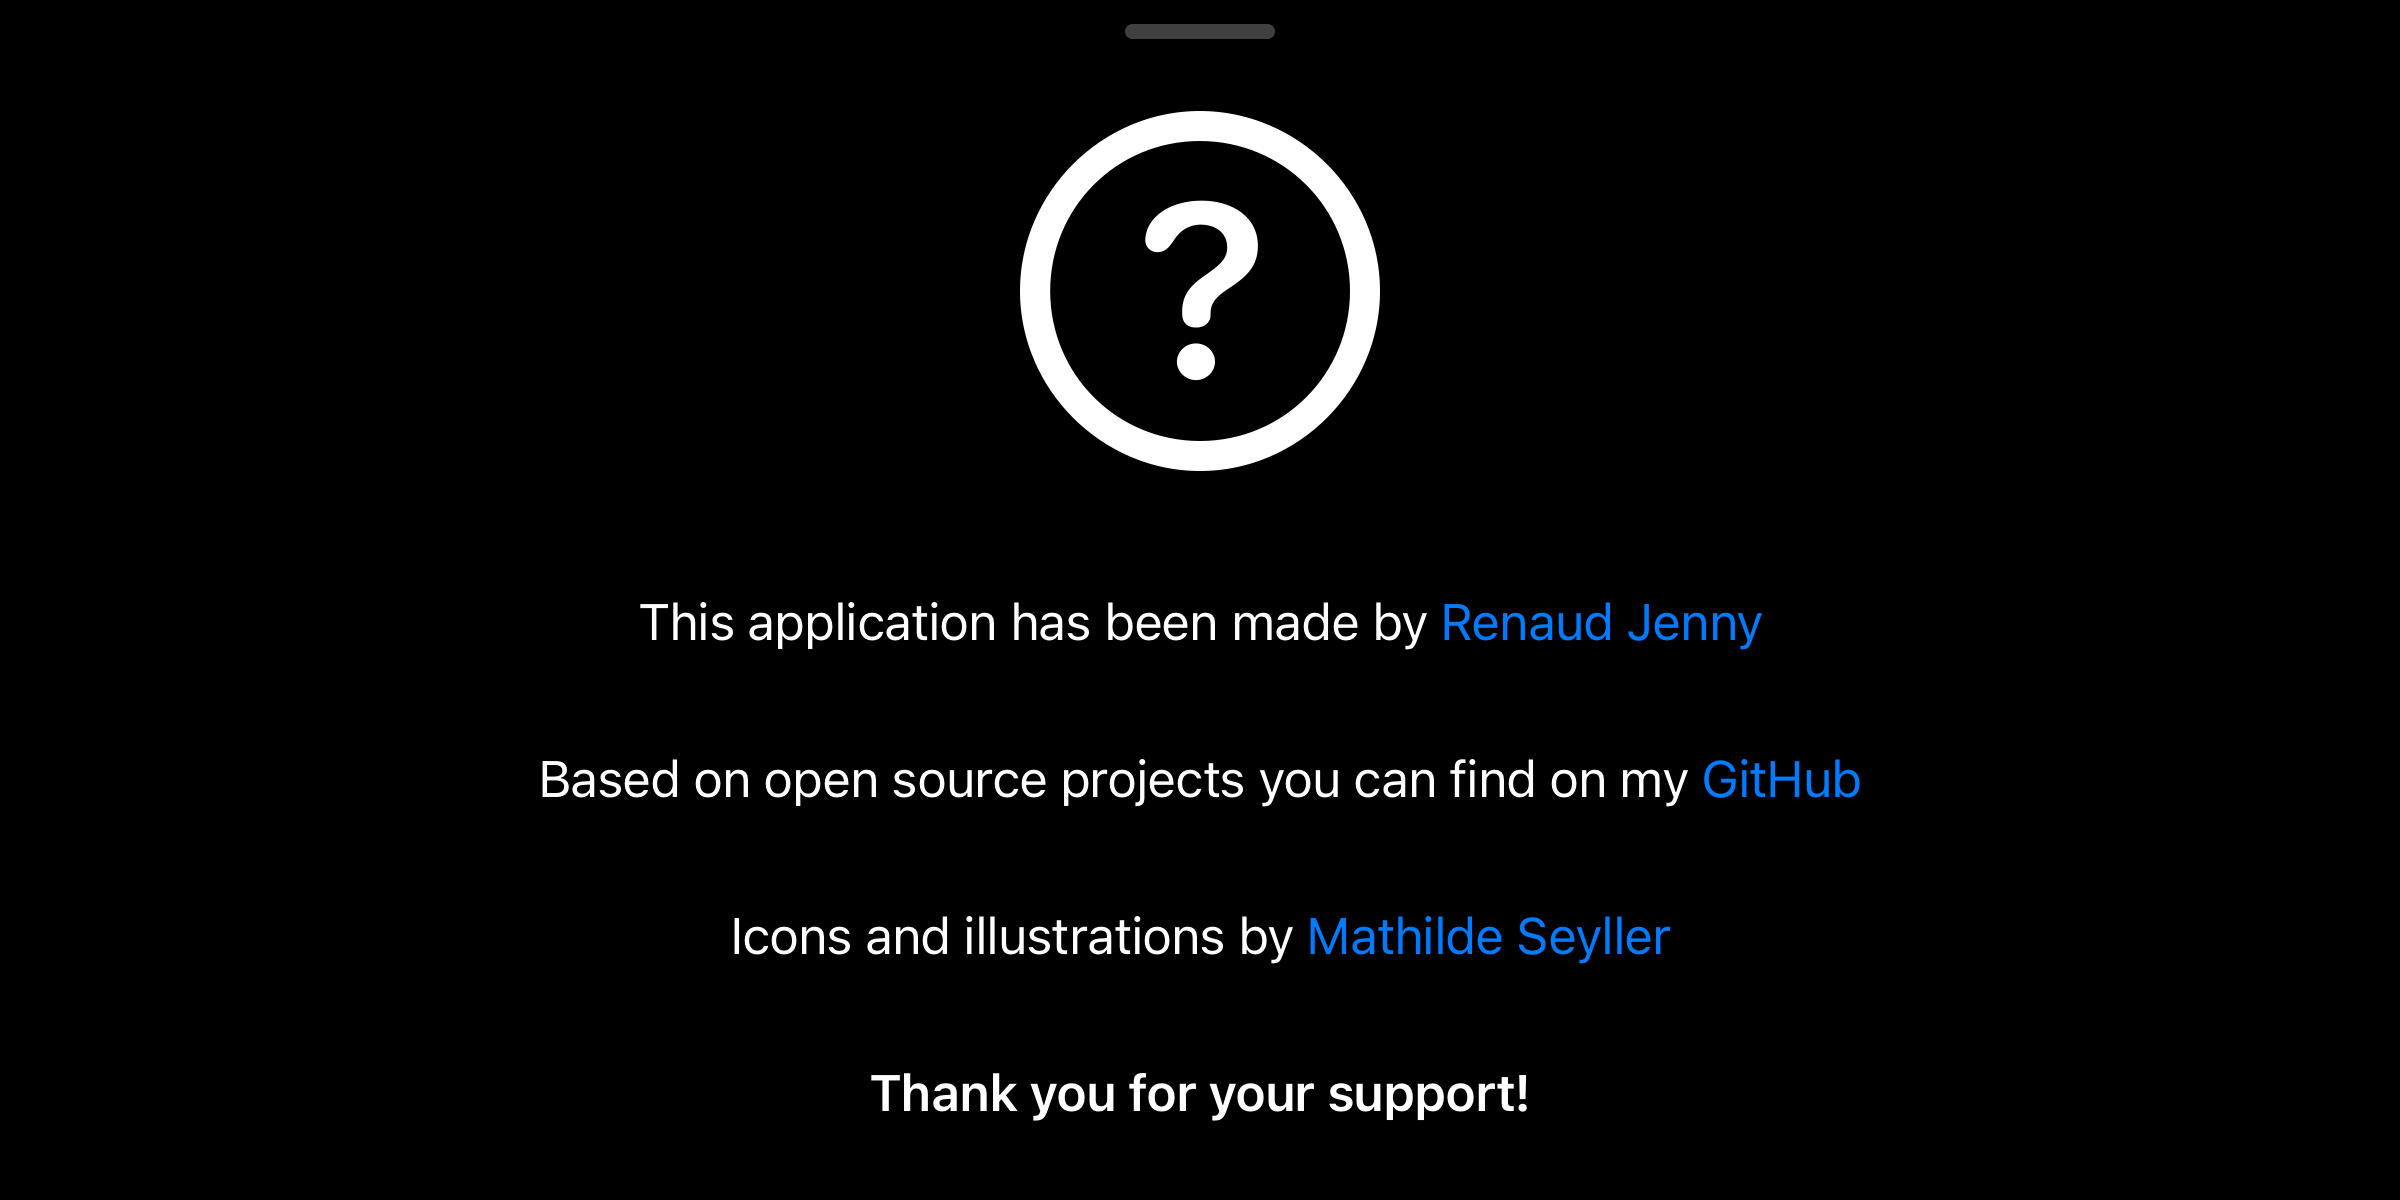 ?
This application has been made by Renaud Jenny
Based on open source projects you can find on my GitHub
Icons and illustrations by Mathilde Seyller
Thank you for your support!